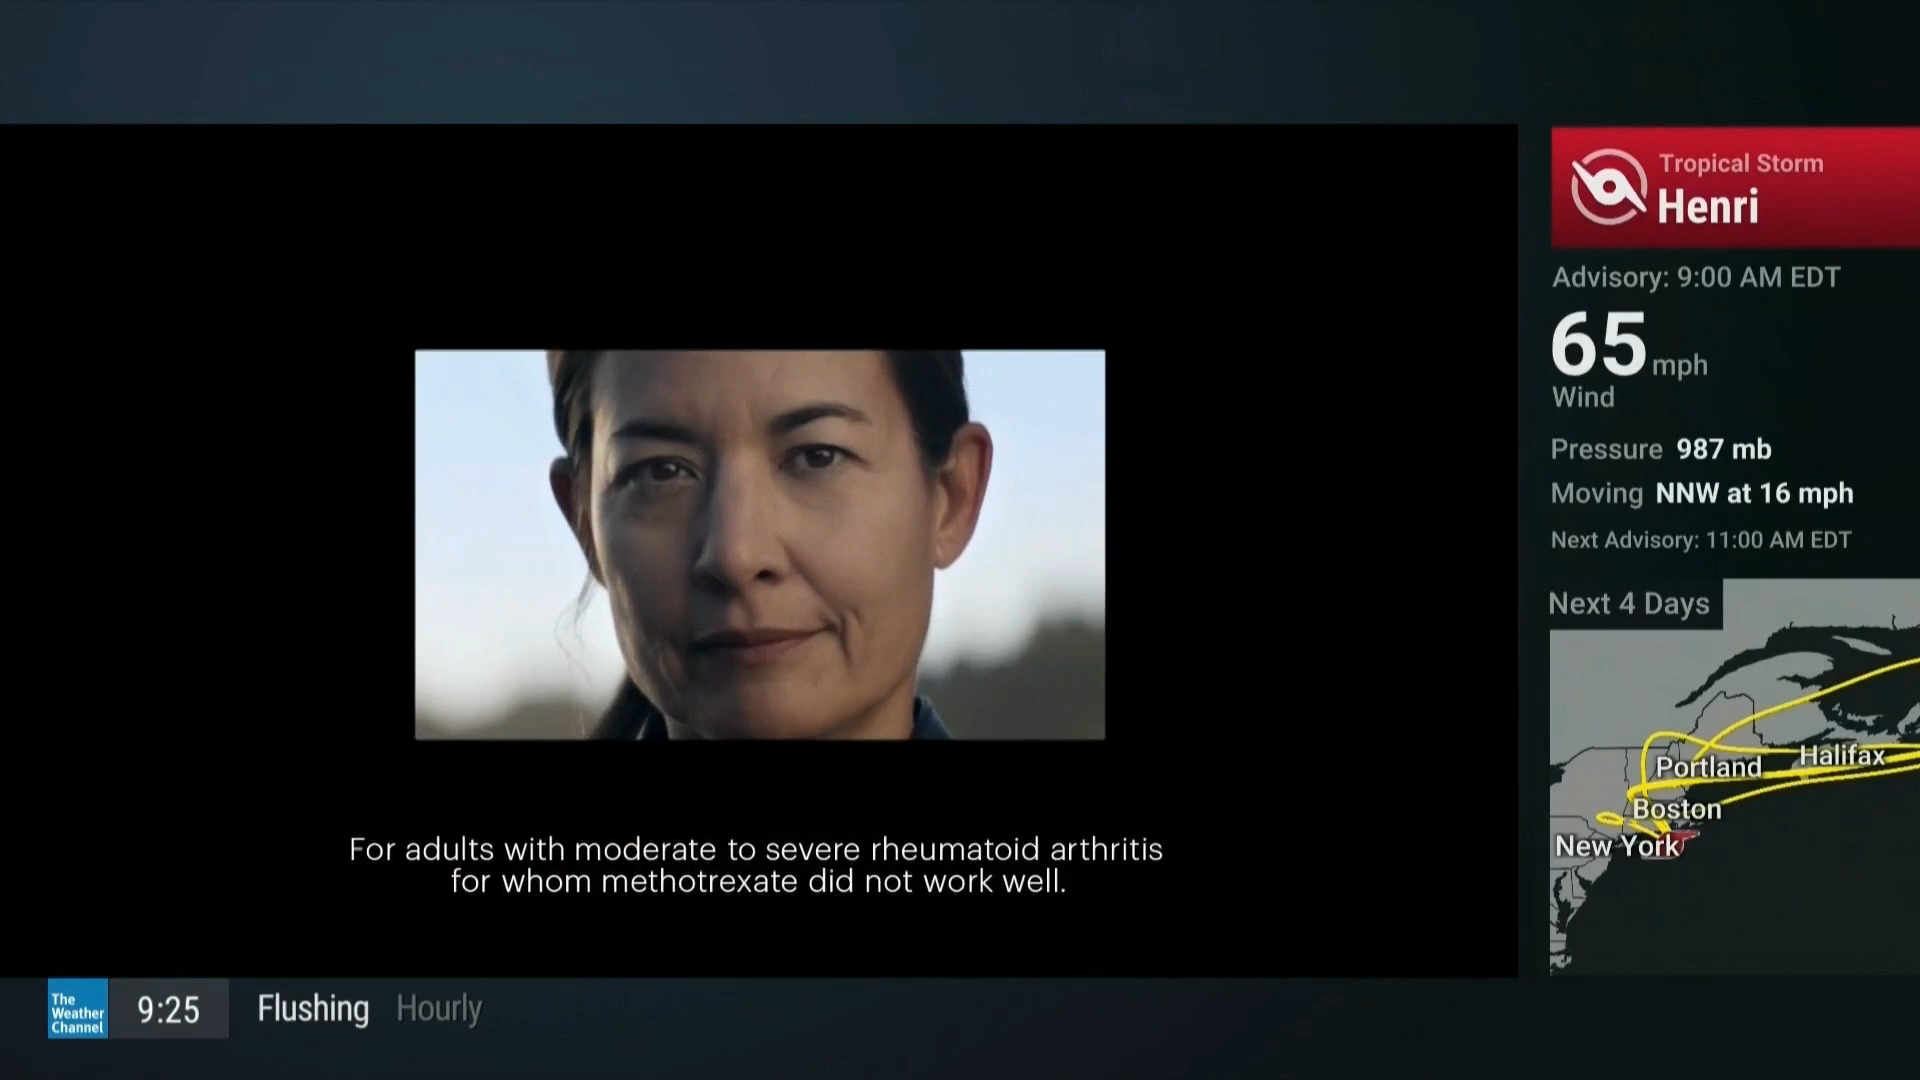 Tropical Storm
Henri
Advisory: 9:00 AM EDT
65 mph
Wind
Pressure 987 mb
Moving NNW at 16 mph
Next Advisory: 11:00 AM EDT
Next 4 Days
Halifax
Portland
Boston
New York
For adults with moderate to severe rheumatoid arthritis
for whom methotrexate did not work well.
The
Weather
Channel
9:25
Flushing Hourly